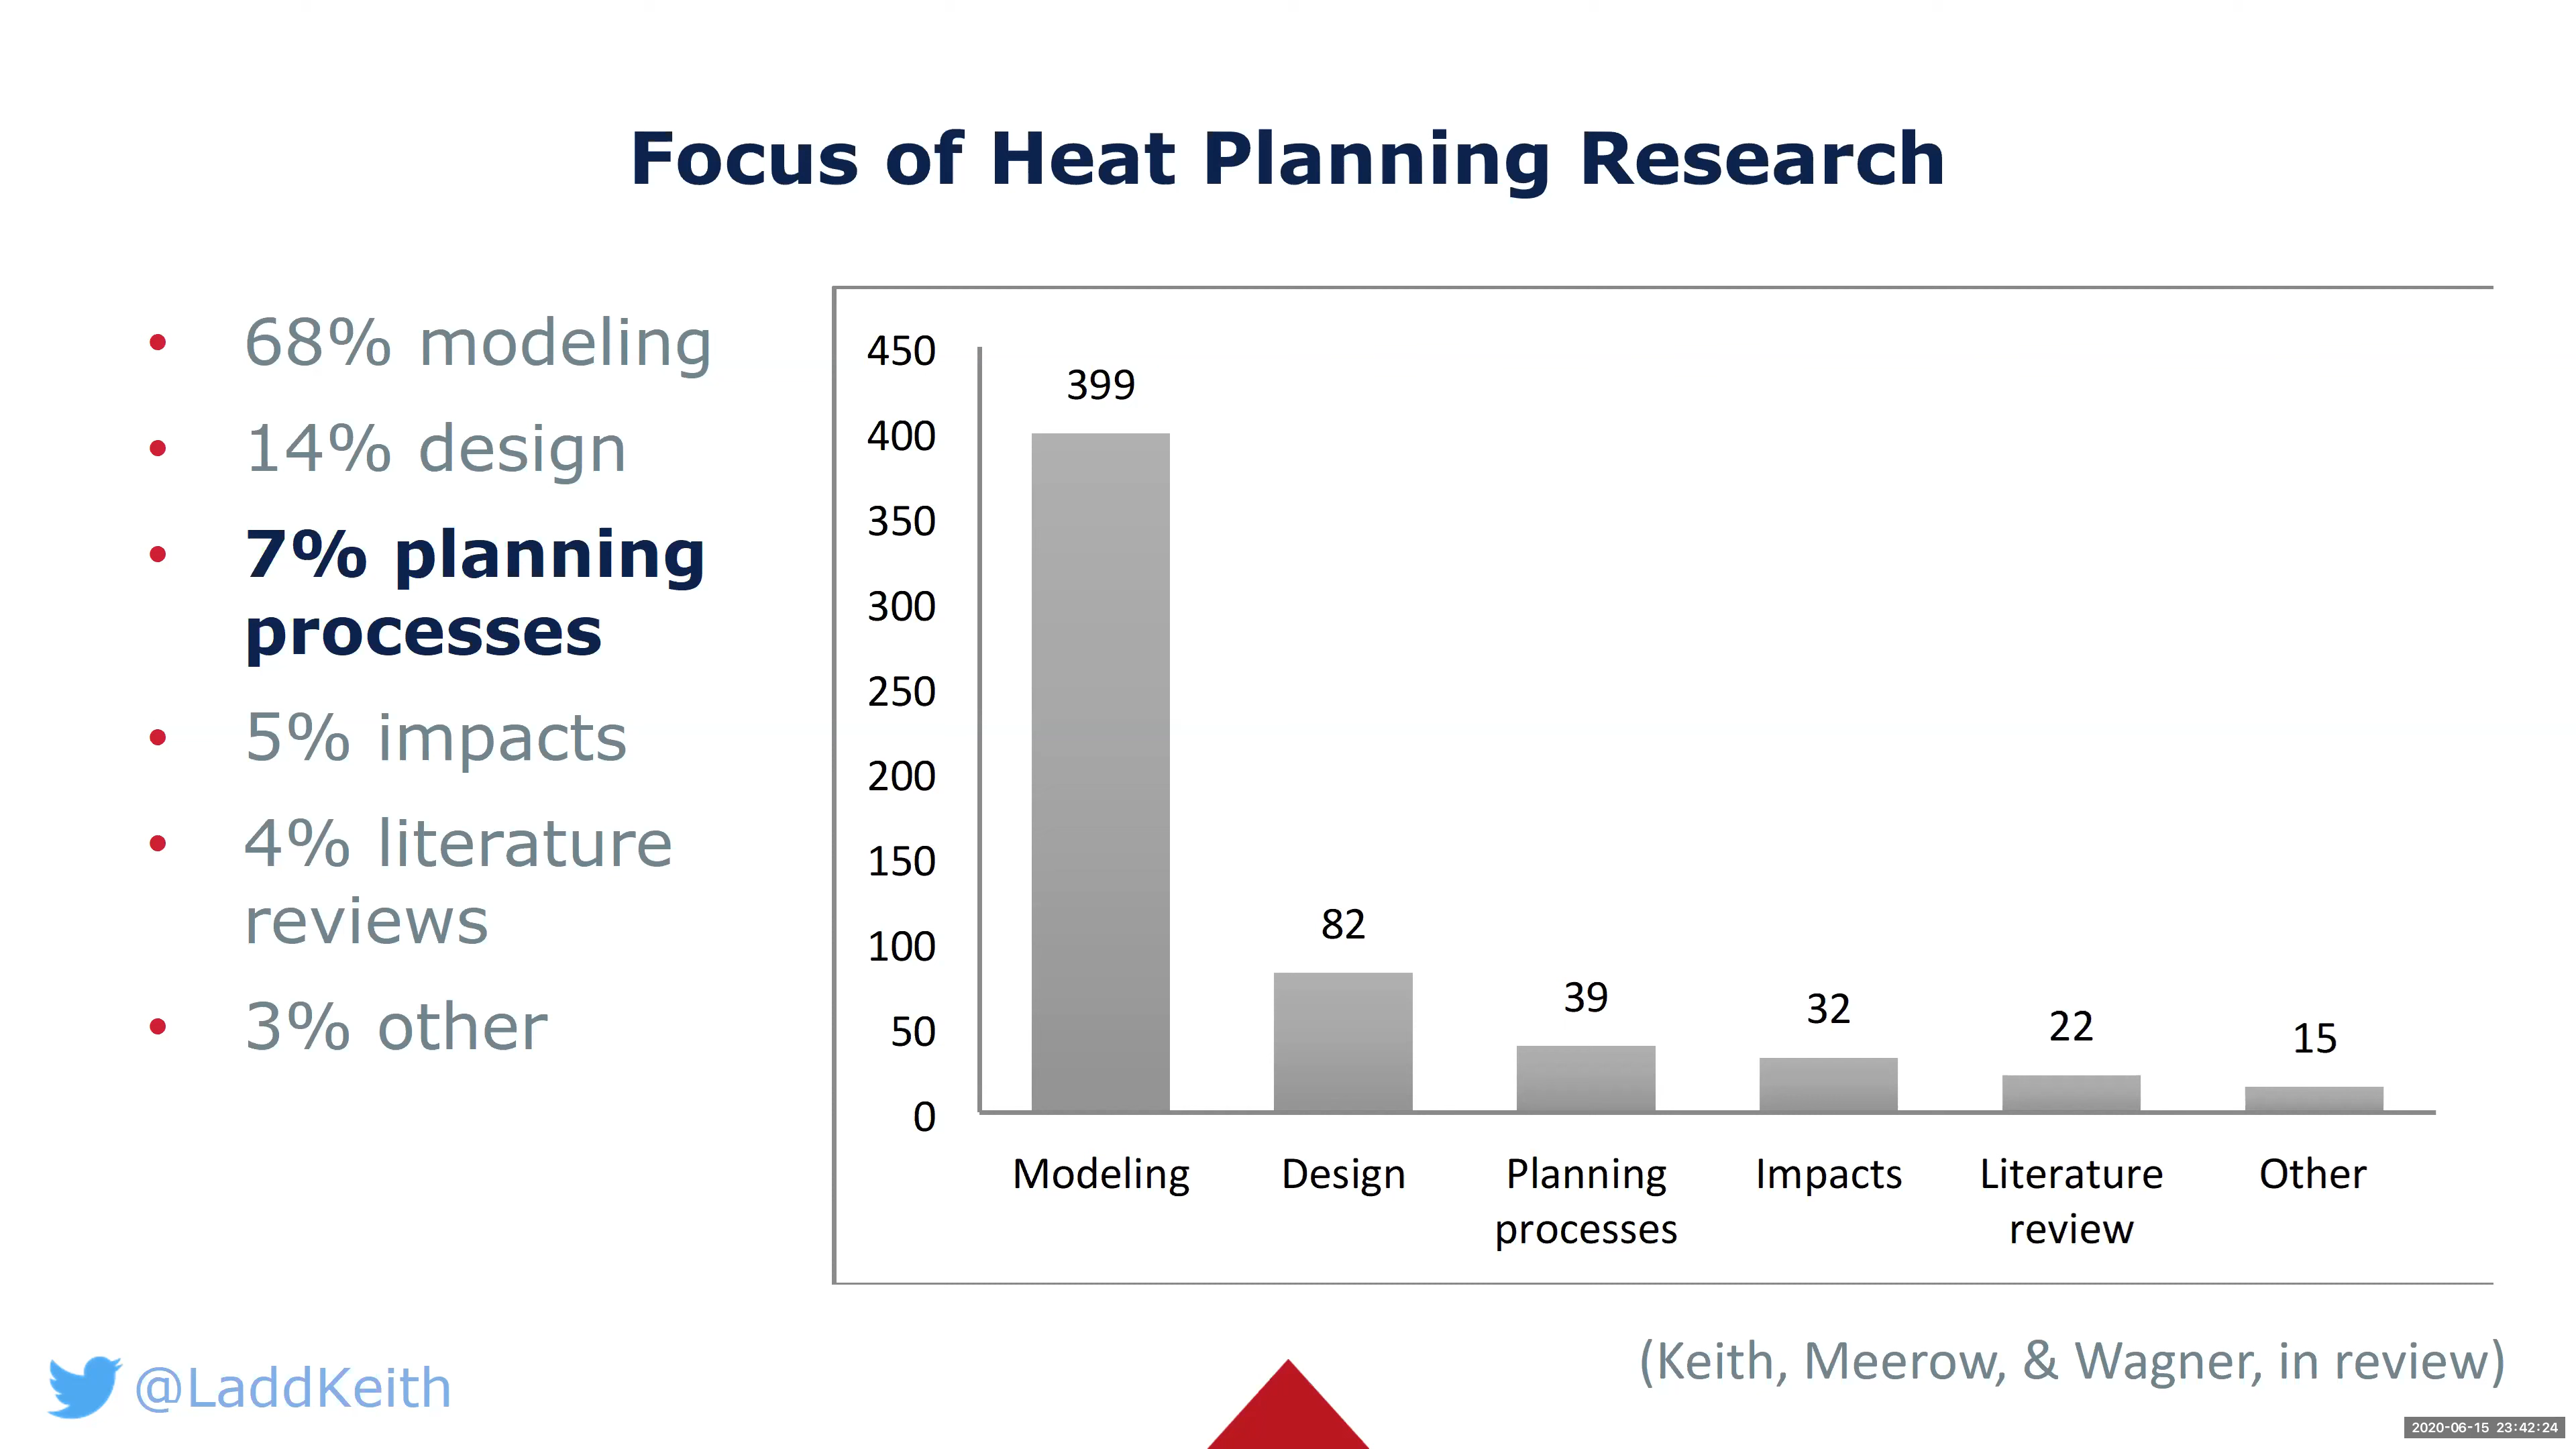 Focus of Heat Planning Research
• 68% modeling
• 14% design
• 7% planning
processes
• 5% impacts
• 4% literature
reviews
• 3% other
450
400
350
300
250
200
150
100
50
0
399
82
39
32
22
15
Modeling
Design
Planning
processes
Impacts
Literature
review
Other
(Keith, Meerow, & Wagner, in review)
@LaddKeith
2020-06-15 23:42:24